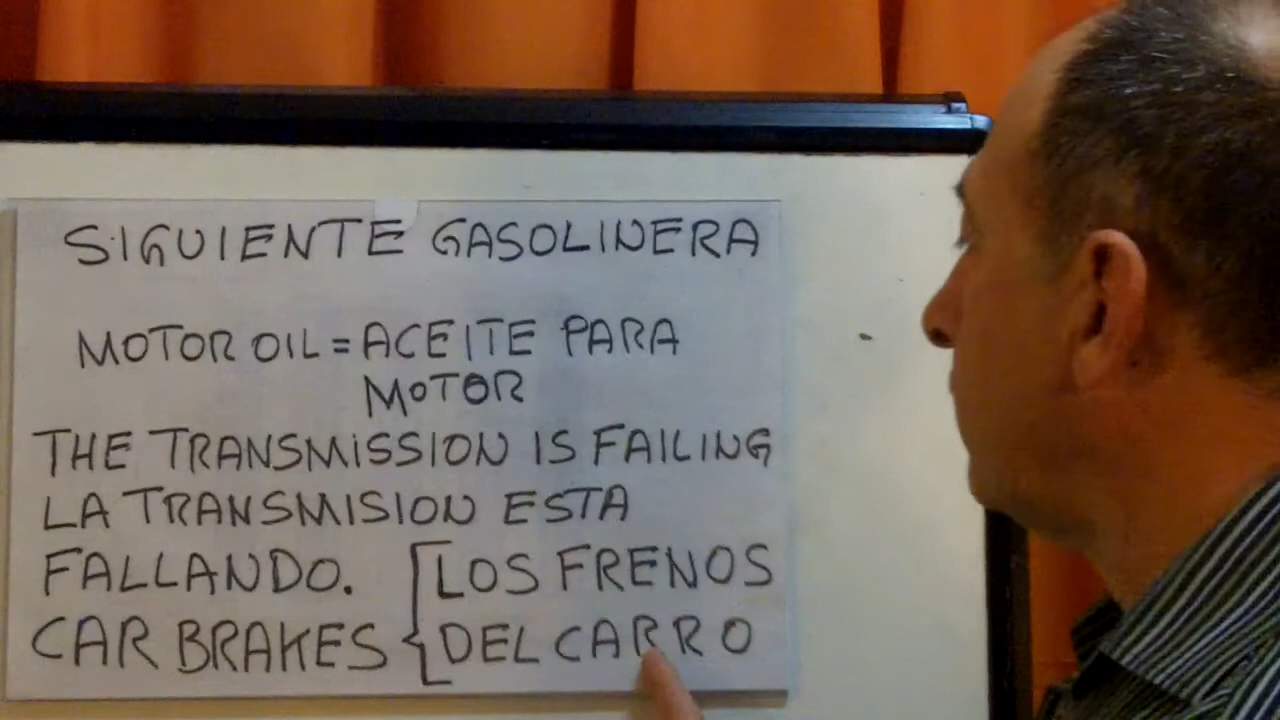 SIGUIENTE GASOLINERA
MOTOR OIL = ACEITE PARA
MOTOR
THE TRANSMISSION IS FAILING
LA TRANSMISION ESTA
FALLANDO. [LOS FRENOS
CAR BRAKES { DEL CARRO